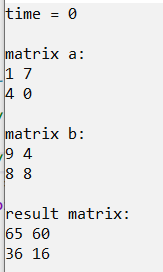 time = 0
matrix a:
1 7
4 0
matrix b:
9 4
8 8
result matrix:
65 60
36 16